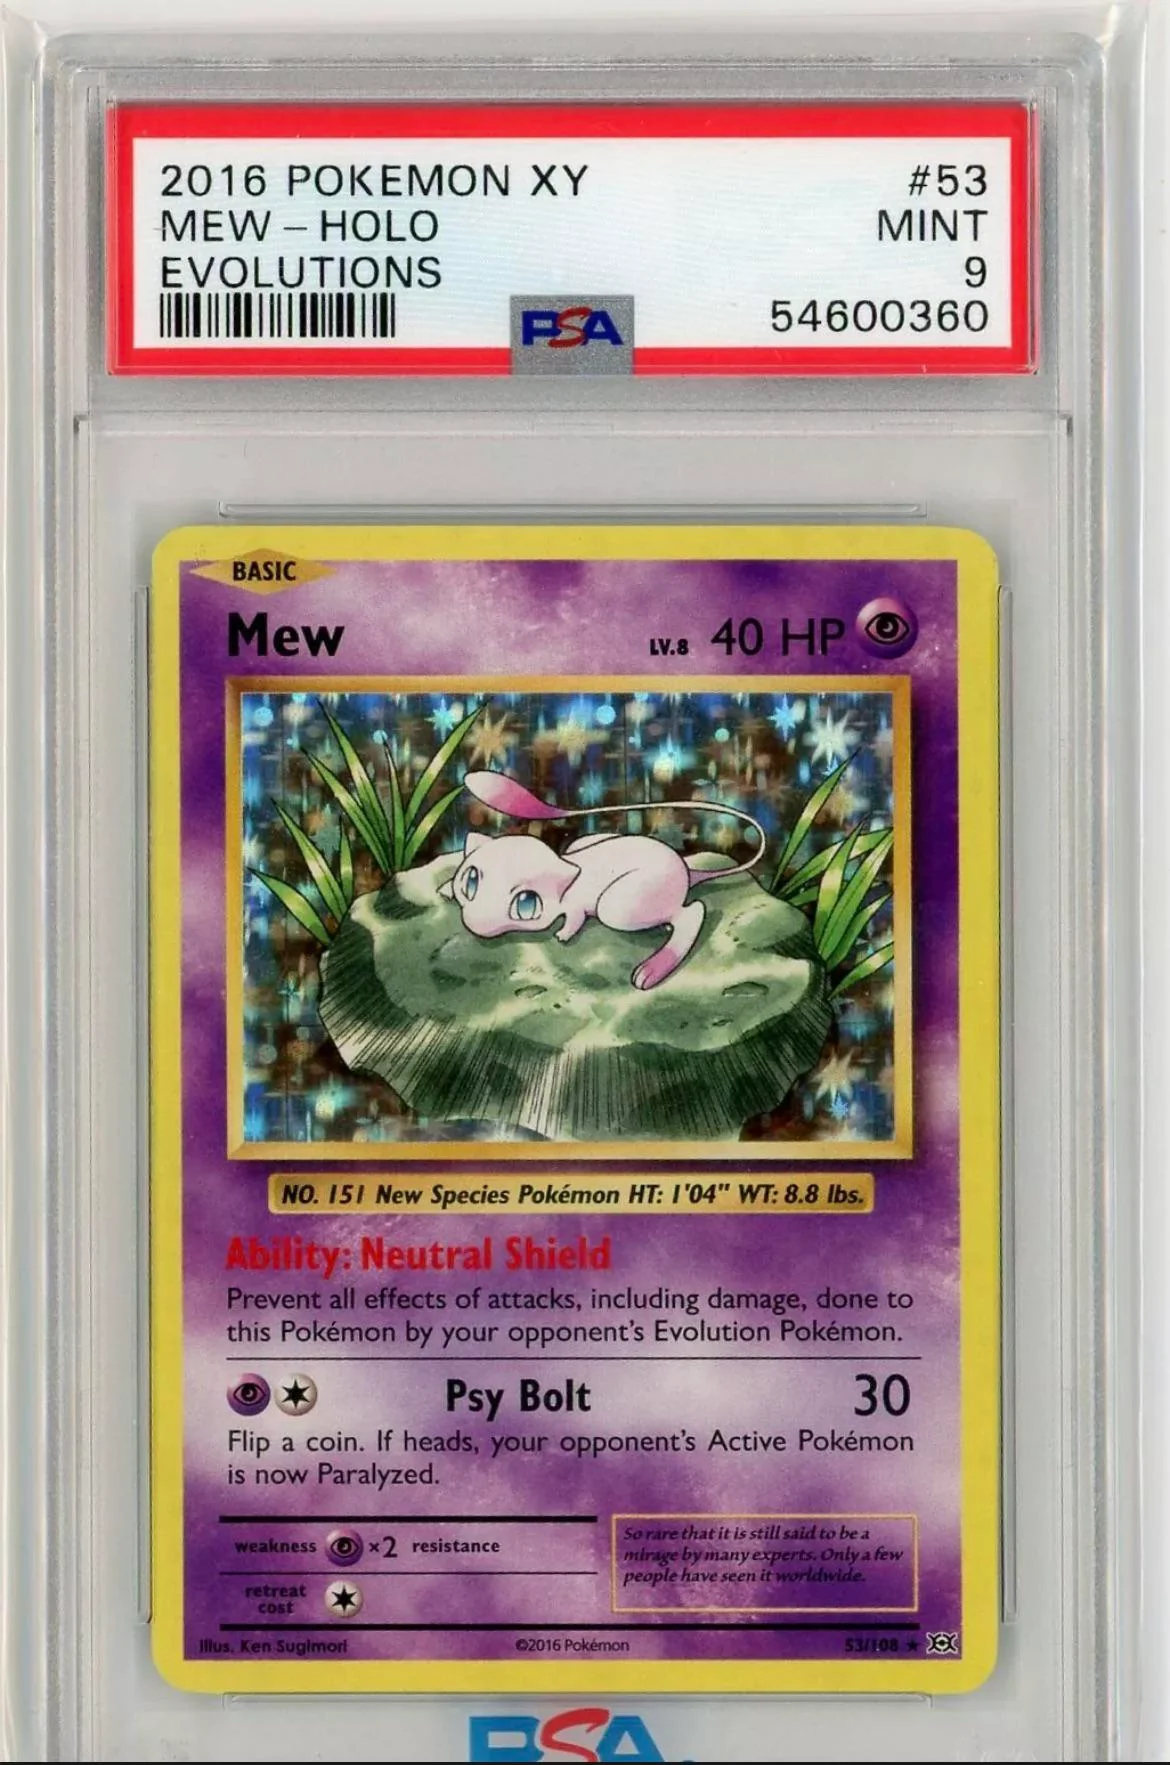 2016 POKEMON XY #53
MEW - HOLO MINT
EVOLUTIONS 9
PSA 54600360
BASIC
Mew LV.8 40 HP
NO. 151 New Species Pokémon HT: 1'04" WT: 8.8 lbs.
Ability: Neutral Shield
Prevent all effects of attacks, including damage, done to
this Pokémon by your opponent's Evolution Pokémon.
Psy Bolt 30
Flip a coin. If heads, your opponent's Active Pokémon
is now Paralyzed.
weakness ×2 resistance
retreat
cost
So rare that it is still said to be a
mirage by many experts. Only a few
people have seen it worldwide.
Illus. Ken Sugimori ©2016 Pokémon 53/108
PSA